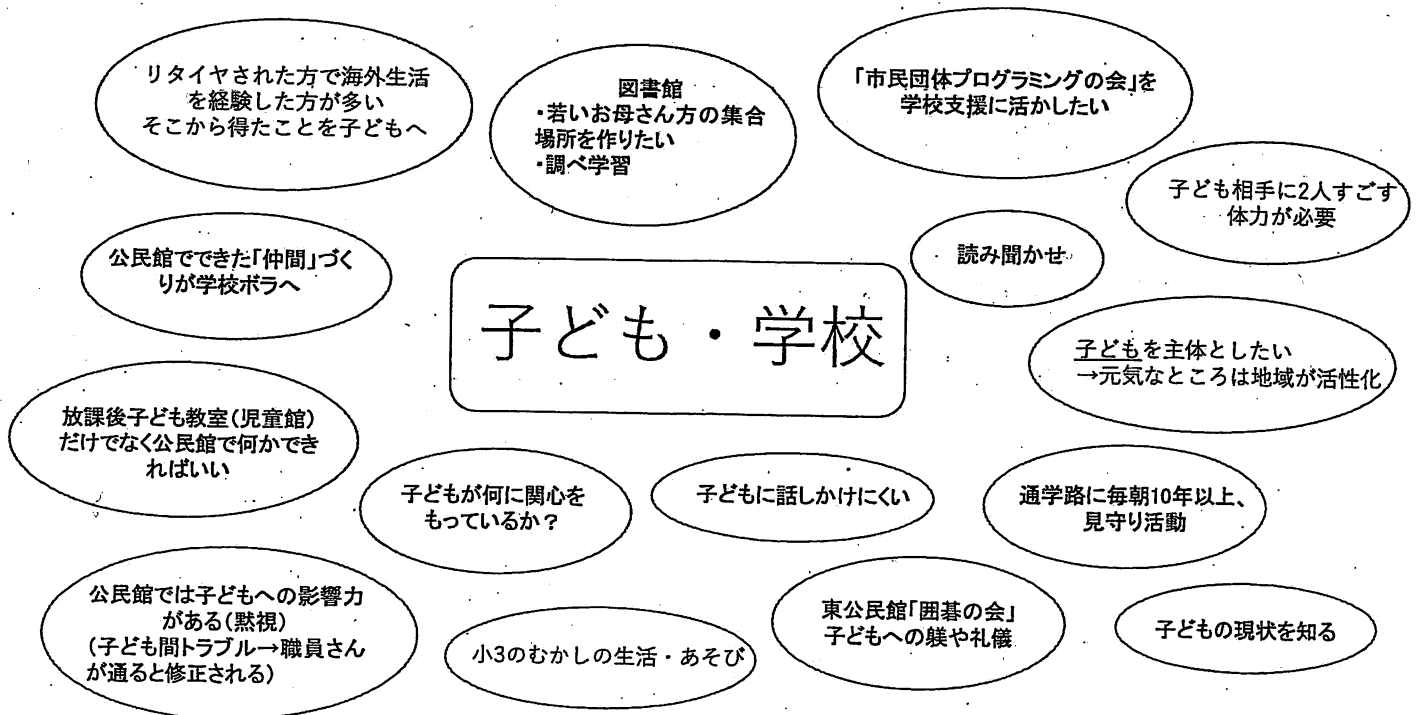 リタイヤされた方で海外生活
を経験した方が多い
そこから得たことを子どもへ
図書館
・若いお母さん方の集合
場所を作りたい
・調べ学習
「市民団体プログラミングの会」を
学校支援に活かしたい
子ども相手に2人すごす
体力が必要
公民館でできた「仲間」づく
りが学校ボラへ
読み聞かせ
子ども・学校
子どもを主体としたい
→元気なところは地域が活性化
放課後子ども教室(児童館)
だけでなく公民館で何かでき
ればいい
子どもが何に関心を
もっているか？
子どもに話しかけにくい
通学路に毎朝10年以上、
見守り活動
公民館では子どもへの影響力
がある(黙視)
(子ども間トラブル→職員さん
が通ると修正される)
小3のむかしの生活・あそび
東公民館「囲碁の会」
子どもへの躾や礼儀
子どもの現状を知る